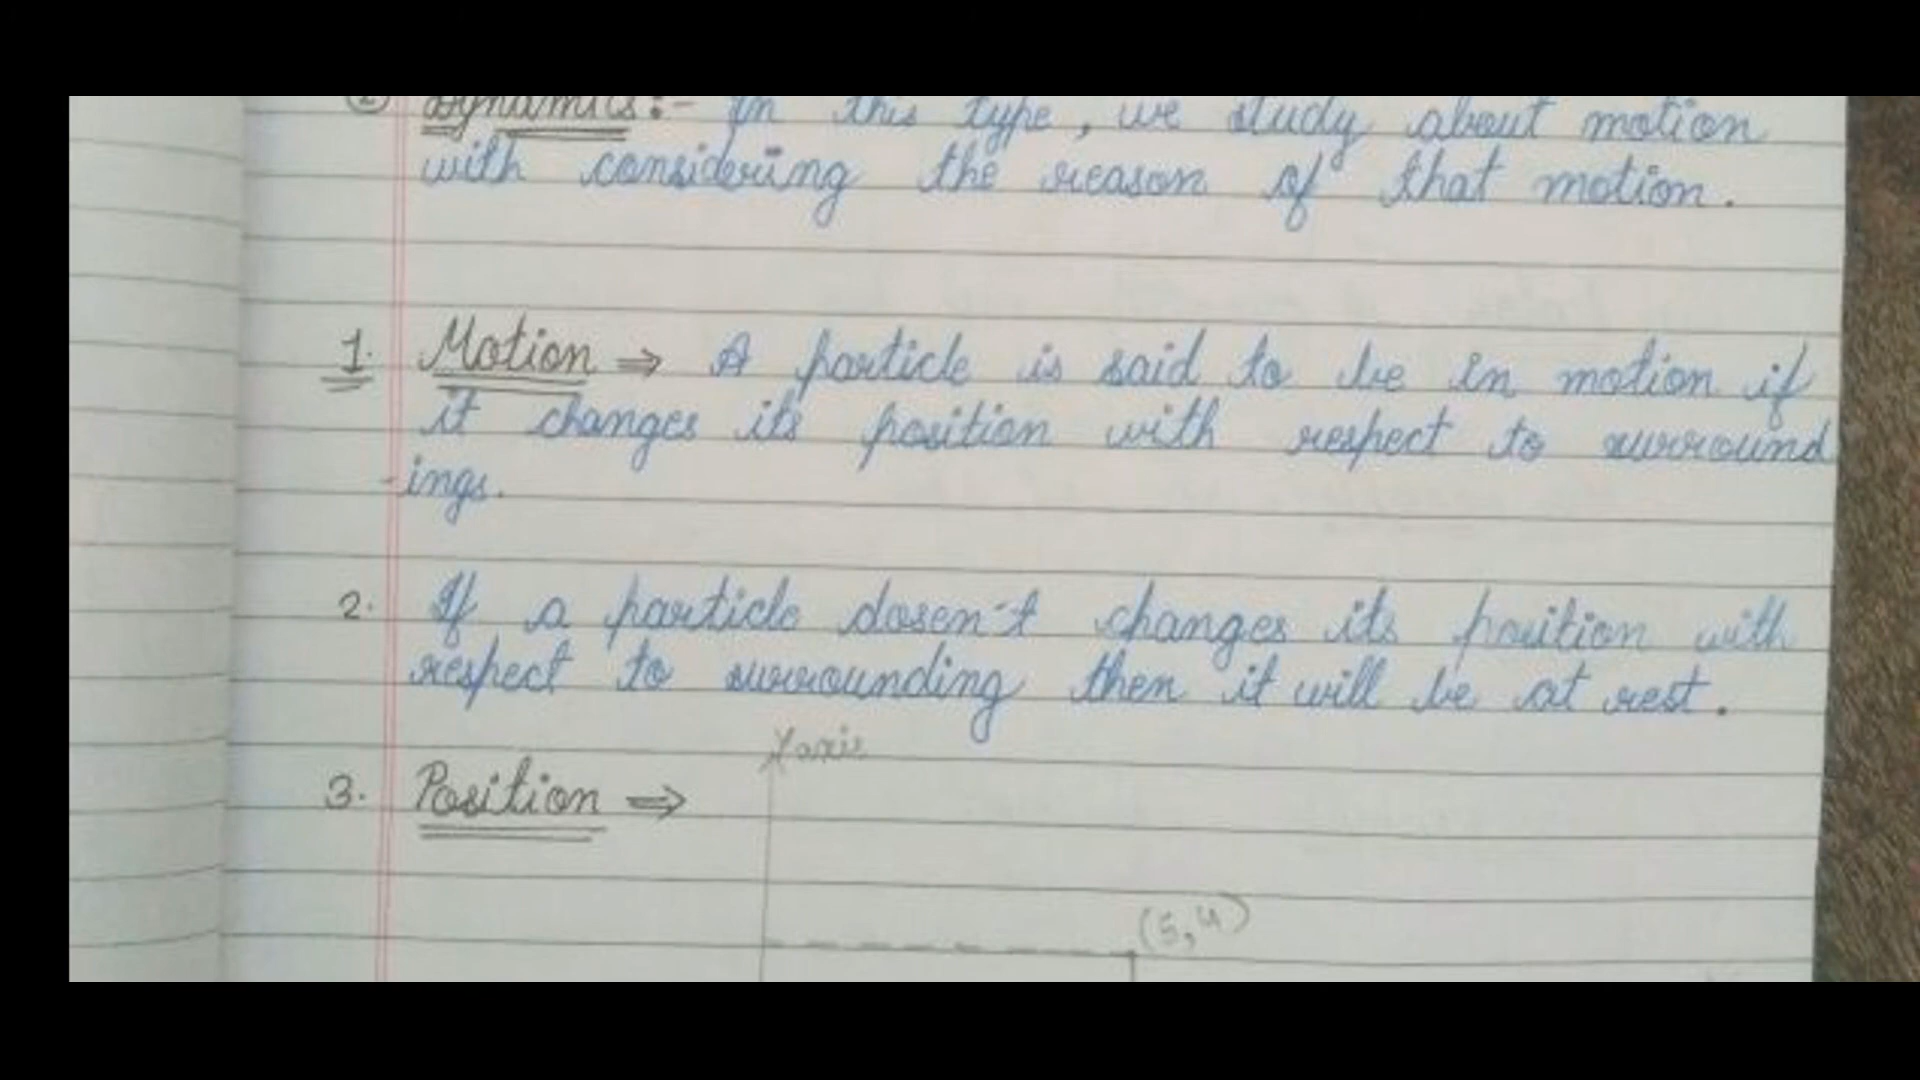 ② Dynamics:- In this type, we study about motion
with considering the reason of that motion.
1. Motion ⇒ A particle is said to be in motion if
it changes its position with respect to surround
-ings.
2. If a particle dosen't changes its position with
respect to surrounding then it will be at rest.
Y axis
3. Position ⇒
(5,4)